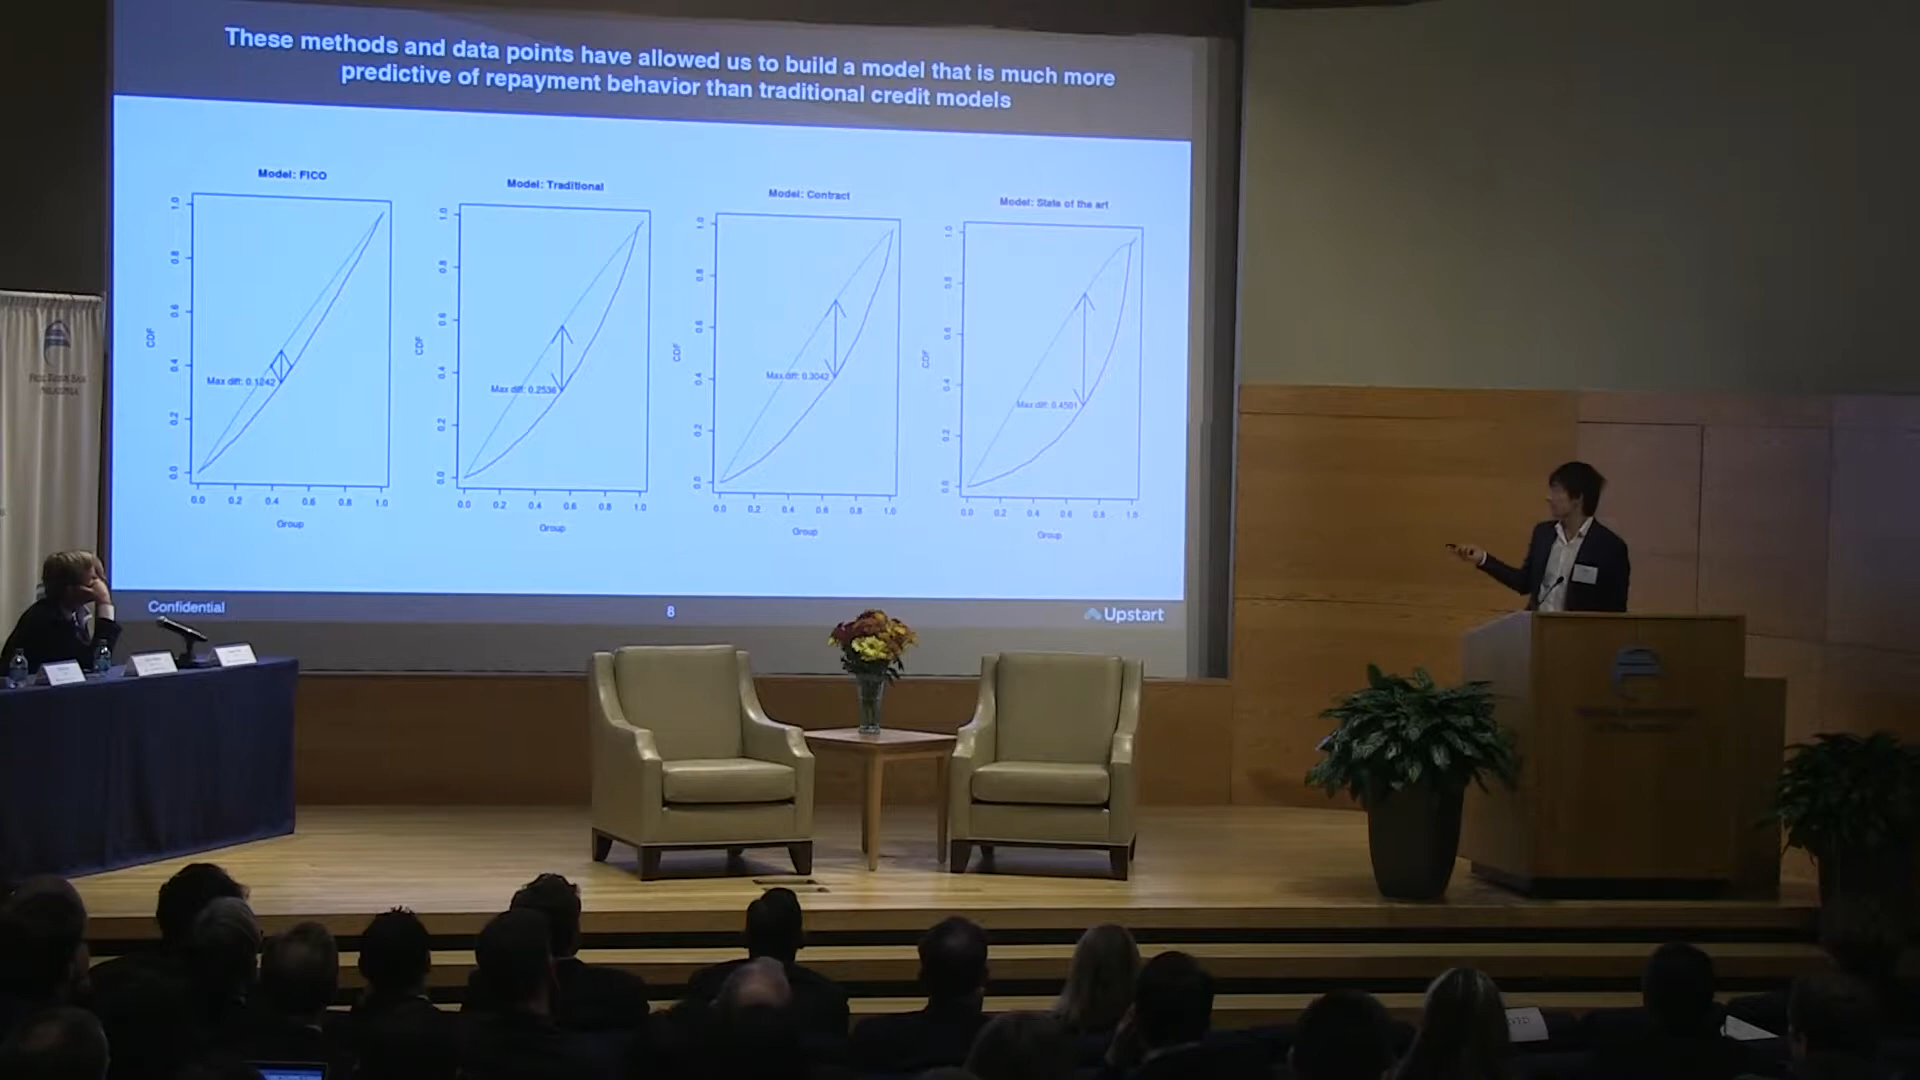 These methods and data points have allowed us to build a model that is much more
predictive of repayment behavior than traditional credit models
Model: FICO
1.0
0.8
0.6
0.4
0.2
0.0
CDF
Max diff: 0.1242
0.0 0.2 0.4 0.6 0.8 1.0
Group
Model: Traditional
1.0
0.8
0.6
0.4
0.2
0.0
CDF
Max diff: 0.2536
0.0 0.2 0.4 0.6 0.8 1.0
Group
Model: Contract
1.0
0.8
0.6
0.4
0.2
0.0
CDF
Max diff: 0.3042
0.0 0.2 0.4 0.6 0.8 1.0
Group
Model: State of the art
1.0
0.8
0.6
0.4
0.2
0.0
CDF
Max diff: 0.4501
0.0 0.2 0.4 0.6 0.8 1.0
Group
Confidential
8
Upstart